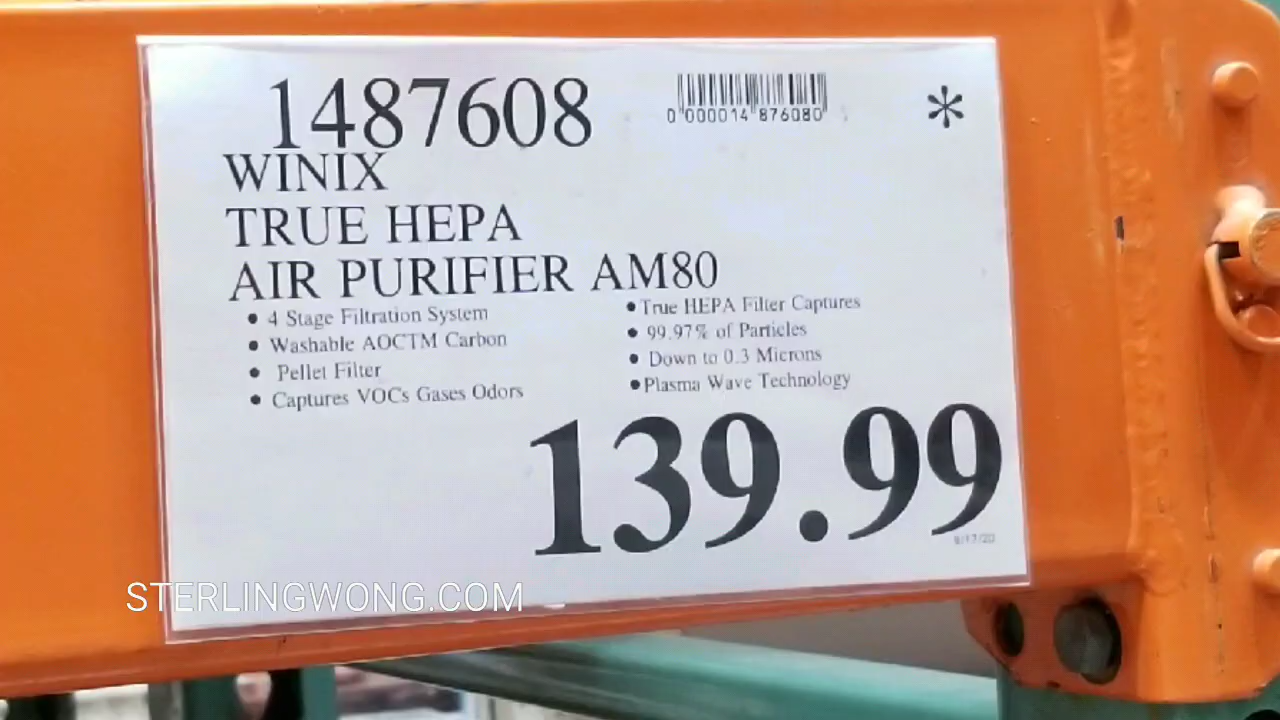 1487608
0 000014 876080
*
WINIX
TRUE HEPA
AIR PURIFIER AM80
● 4 Stage Filtration System
● Washable AOCTM Carbon
● Pellet Filter
● Captures VOCs Gases Odors
● True HEPA Filter Captures
● 99.97% of Particles
● Down to 0.3 Microns
● Plasma Wave Technology
139.99
STERLINGWONG.COM